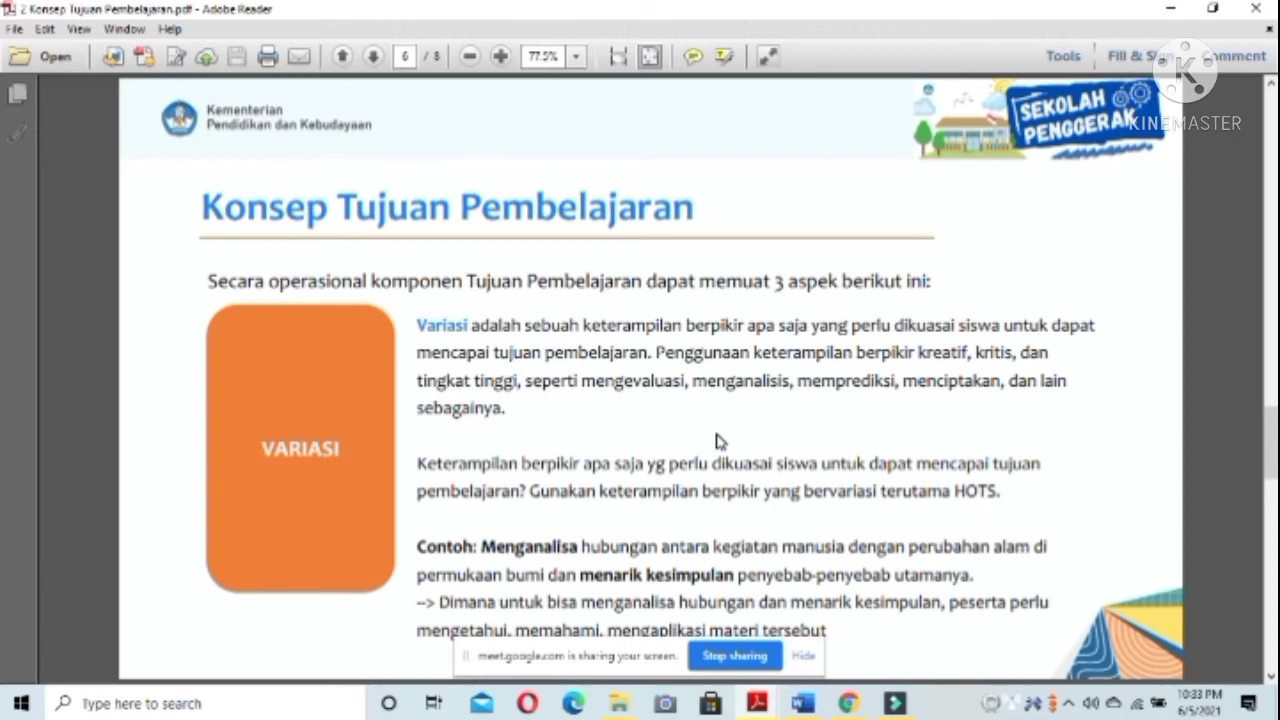 2 Konsep Tujuan Pembelajaran.pdf - Adobe Reader
File Edit View Window Help
Open 6 / 8 77.5% Tools Fill & Sign Comment
KINEMASTER
Kementerian
Pendidikan dan Kebudayaan
SEKOLAH
PENGGERAK
Konsep Tujuan Pembelajaran
Secara operasional komponen Tujuan Pembelajaran dapat memuat 3 aspek berikut ini:
VARIASI
Variasi adalah sebuah keterampilan berpikir apa saja yang perlu dikuasai siswa untuk dapat
mencapai tujuan pembelajaran. Penggunaan keterampilan berpikir kreatif, kritis, dan
tingkat tinggi, seperti mengevaluasi, menganalisis, memprediksi, menciptakan, dan lain
sebagainya.
Keterampilan berpikir apa saja yg perlu dikuasai siswa untuk dapat mencapai tujuan
pembelajaran? Gunakan keterampilan berpikir yang bervariasi terutama HOTS.
Contoh: Menganalisa hubungan antara kegiatan manusia dengan perubahan alam di
permukaan bumi dan menarik kesimpulan penyebab-penyebab utamanya.
--> Dimana untuk bisa menganalisa hubungan dan menarik kesimpulan, peserta perlu
mengetahui, memahami, mengaplikasi materi tersebut
meet.google.com is sharing your screen. Stop sharing Hide
Type here to search
10:33 PM
6/5/2021